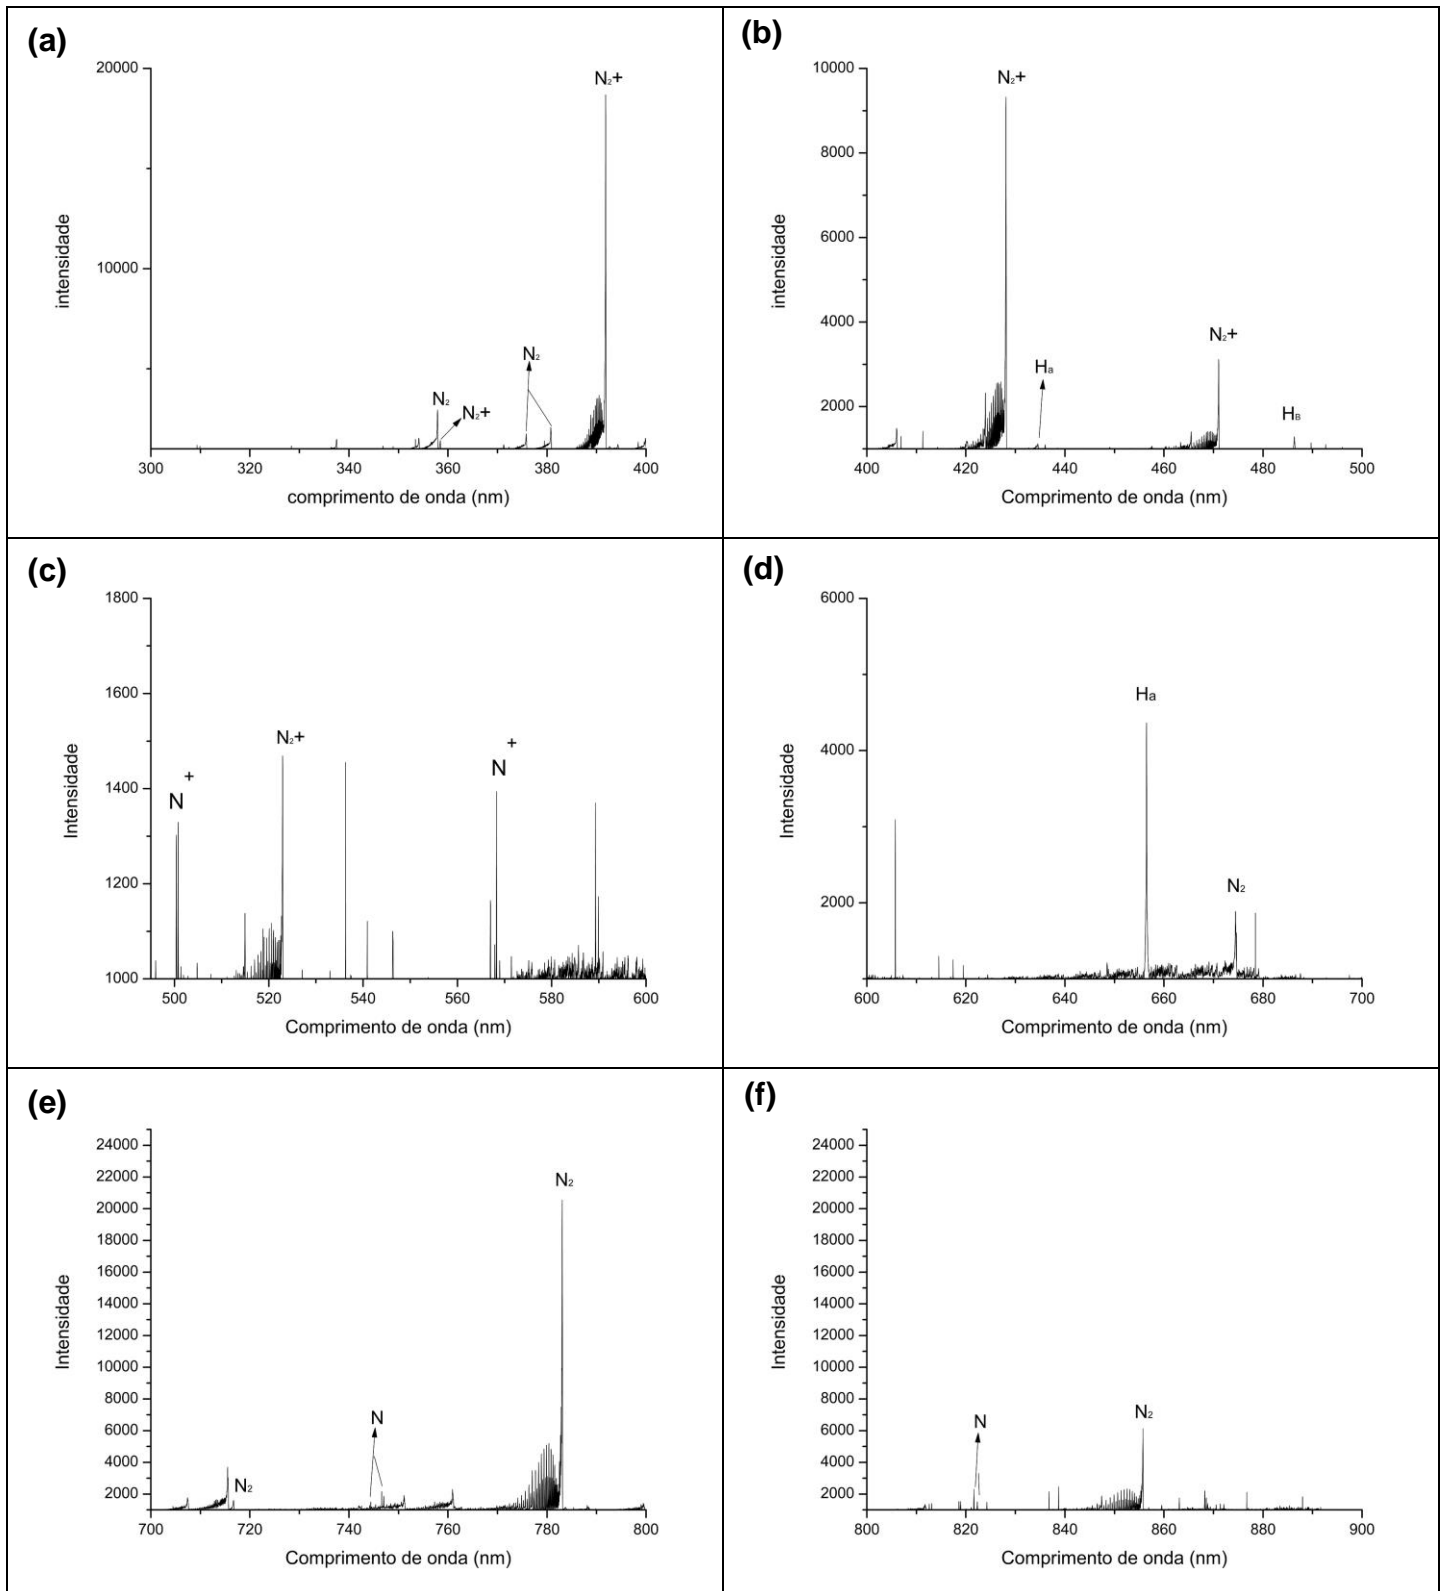 (a)
20000
10000
intensidade
N₂
N₂+
N₂
N₂+
300
320
340
360
380
400
comprimento de onda (nm)
(b)
10000
8000
6000
4000
2000
intensidade
N₂+
Ha
N₂+
HB
400
420
440
460
480
500
Comprimento de onda (nm)
(c)
1800
1600
1400
1200
1000
Intensidade
N+
N₂+
N+
500
520
540
560
580
600
Comprimento de onda (nm)
(d)
6000
4000
2000
Intensidade
Ha
N₂
600
620
640
660
680
700
Comprimento de onda (nm)
(e)
24000
22000
20000
18000
16000
14000
12000
10000
8000
6000
4000
2000
Intensidade
N₂
N
N₂
700
720
740
760
780
800
Comprimento de onda (nm)
(f)
24000
22000
20000
18000
16000
14000
12000
10000
8000
6000
4000
2000
Intensidade
N
N₂
800
820
840
860
880
900
Comprimento de onda (nm)